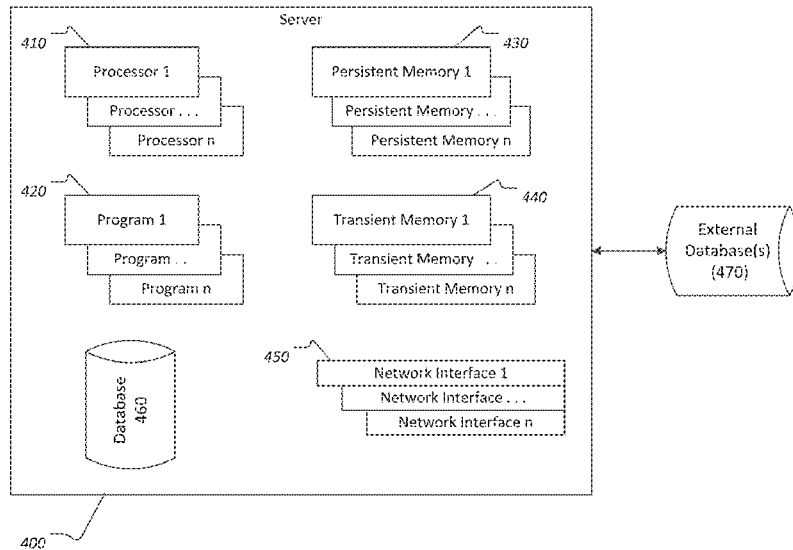 Server
410
Processor 1
Processor . . .
Processor n
430
Persistent Memory 1
Persistent Memory . . .
Persistent Memory n
420
Program 1
Program . .
Program n
440
Transient Memory 1
Transient Memory . .
Transient Memory n
External
Database(s)
(470)
Database
460
450
Network Interface 1
Network Interface . . .
Network Interface n
400